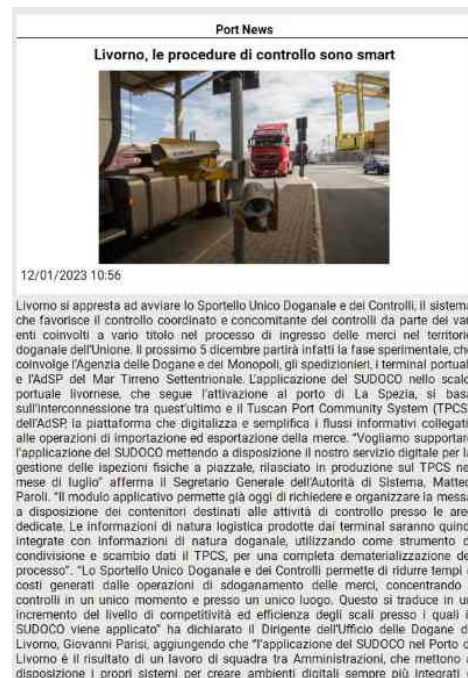 Port News
Livorno, le procedure di controllo sono smart
12/01/2023 10:56
Livorno si appresta ad avviare lo Sportello Unico Doganale e dei Controlli, il sistema
che favorisce il controllo coordinato e concomitante dei controlli da parte dei vari
enti coinvolti a vario titolo nel processo di ingresso delle merci nel territorio
doganale dell'Unione. Il prossimo 5 dicembre partirà infatti la fase sperimentale, che
coinvolge l'Agenzia delle Dogane e dei Monopoli, gli spedizionieri, i terminal portuali
e l'AdSP del Mar Tirreno Settentrionale. L'applicazione del SUDOCO nello scalo
portuale livornese, che segue l'attivazione al porto di La Spezia, si basa
sull'interconnessione tra quest'ultimo e il Tuscan Port Community System (TPCS)
dell'AdSP, la piattaforma che digitalizza e semplifica i flussi informativi collegati
alle operazioni di importazione ed esportazione della merce. "Vogliamo supportare
l'applicazione del SUDOCO mettendo a disposizione il nostro servizio digitale per la
gestione delle ispezioni fisiche a piazzale, rilasciato in produzione sul TPCS nel
mese di luglio" afferma il Segretario Generale dell'Autorità di Sistema, Matteo
Paroli. "Il modulo applicativo permette già oggi di richiedere e organizzare la messa
a disposizione dei contenitori destinati alle attività di controllo presso le aree
dedicate. Le informazioni di natura logistica prodotte dai terminal saranno quindi
integrate con informazioni di natura doganale, utilizzando come strumento di
condivisione e scambio dati il TPCS, per una completa dematerializzazione del
processo". "Lo Sportello Unico Doganale e dei Controlli permette di ridurre tempi e
costi generati dalle operazioni di sdoganamento delle merci, concentrando i
controlli in un unico momento e presso un unico luogo. Questo si traduce in un
incremento del livello di competitività ed efficienza degli scali presso i quali il
SUDOCO viene applicato" ha dichiarato il Dirigente dell'Ufficio delle Dogane di
Livorno, Giovanni Parisi, aggiungendo che "l'applicazione del SUDOCO nel Porto di
Livorno è il risultato di un lavoro di squadra tra Amministrazioni, che mettono a
disposizione i propri sistemi per creare ambienti digitali sempre più integrati e